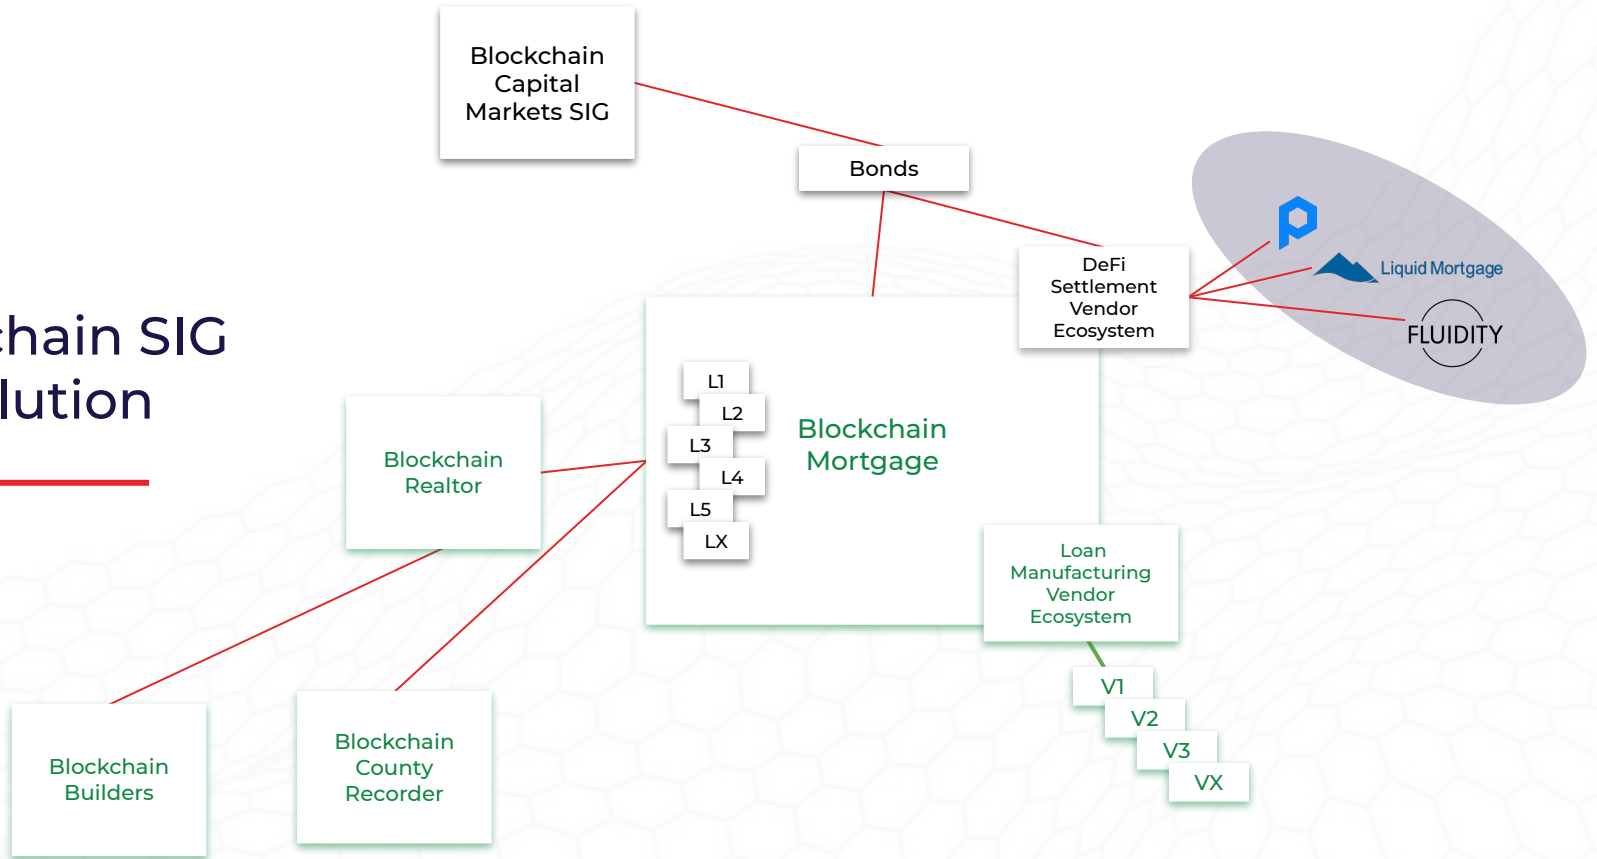 Blockchain
Capital
Markets SIG
Bonds
DeFi
Settlement
Vendor
Ecosystem
Liquid Mortgage
FLUIDITY
chain SIG
lution
L1
L2
L3
L4
L5
LX
Blockchain
Mortgage
Blockchain
Realtor
Loan
Manufacturing
Vendor
Ecosystem
V1
V2
V3
VX
Blockchain
Builders
Blockchain
County
Recorder